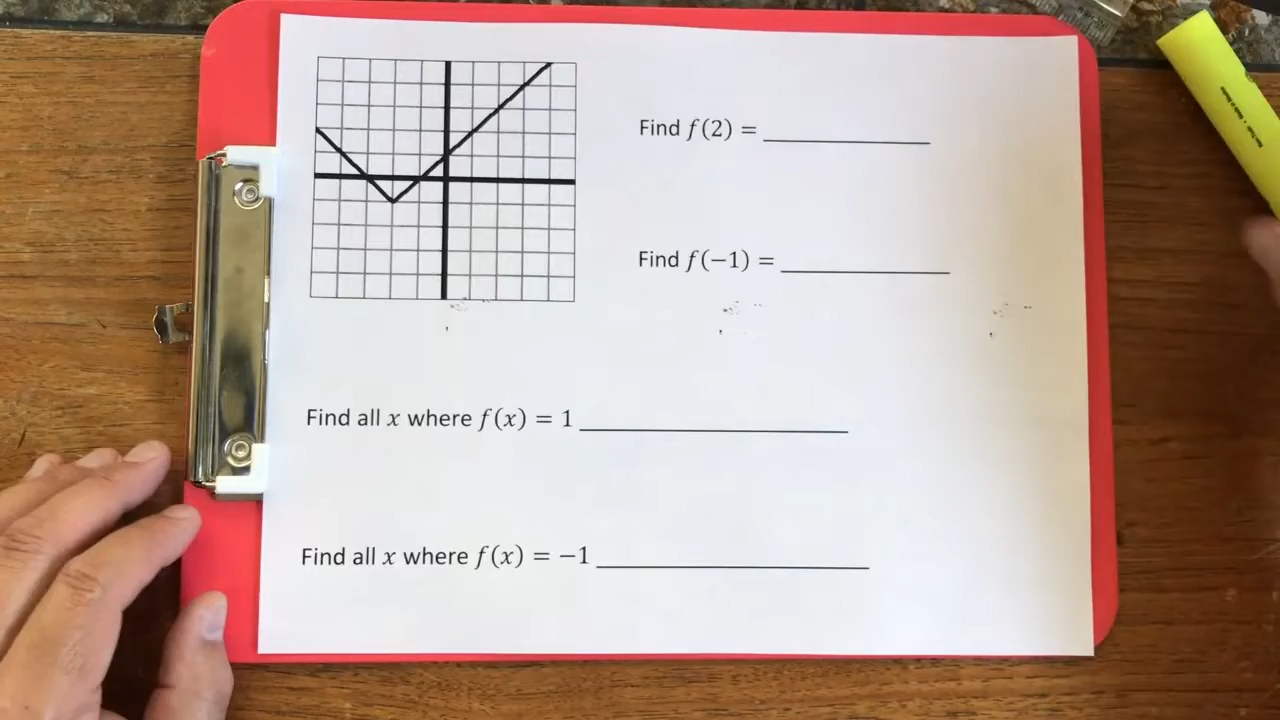 Find f(2) = ____________
Find f(−1) = ____________
Find all x where f(x) = 1 ____________________
Find all x where f(x) = −1 ____________________